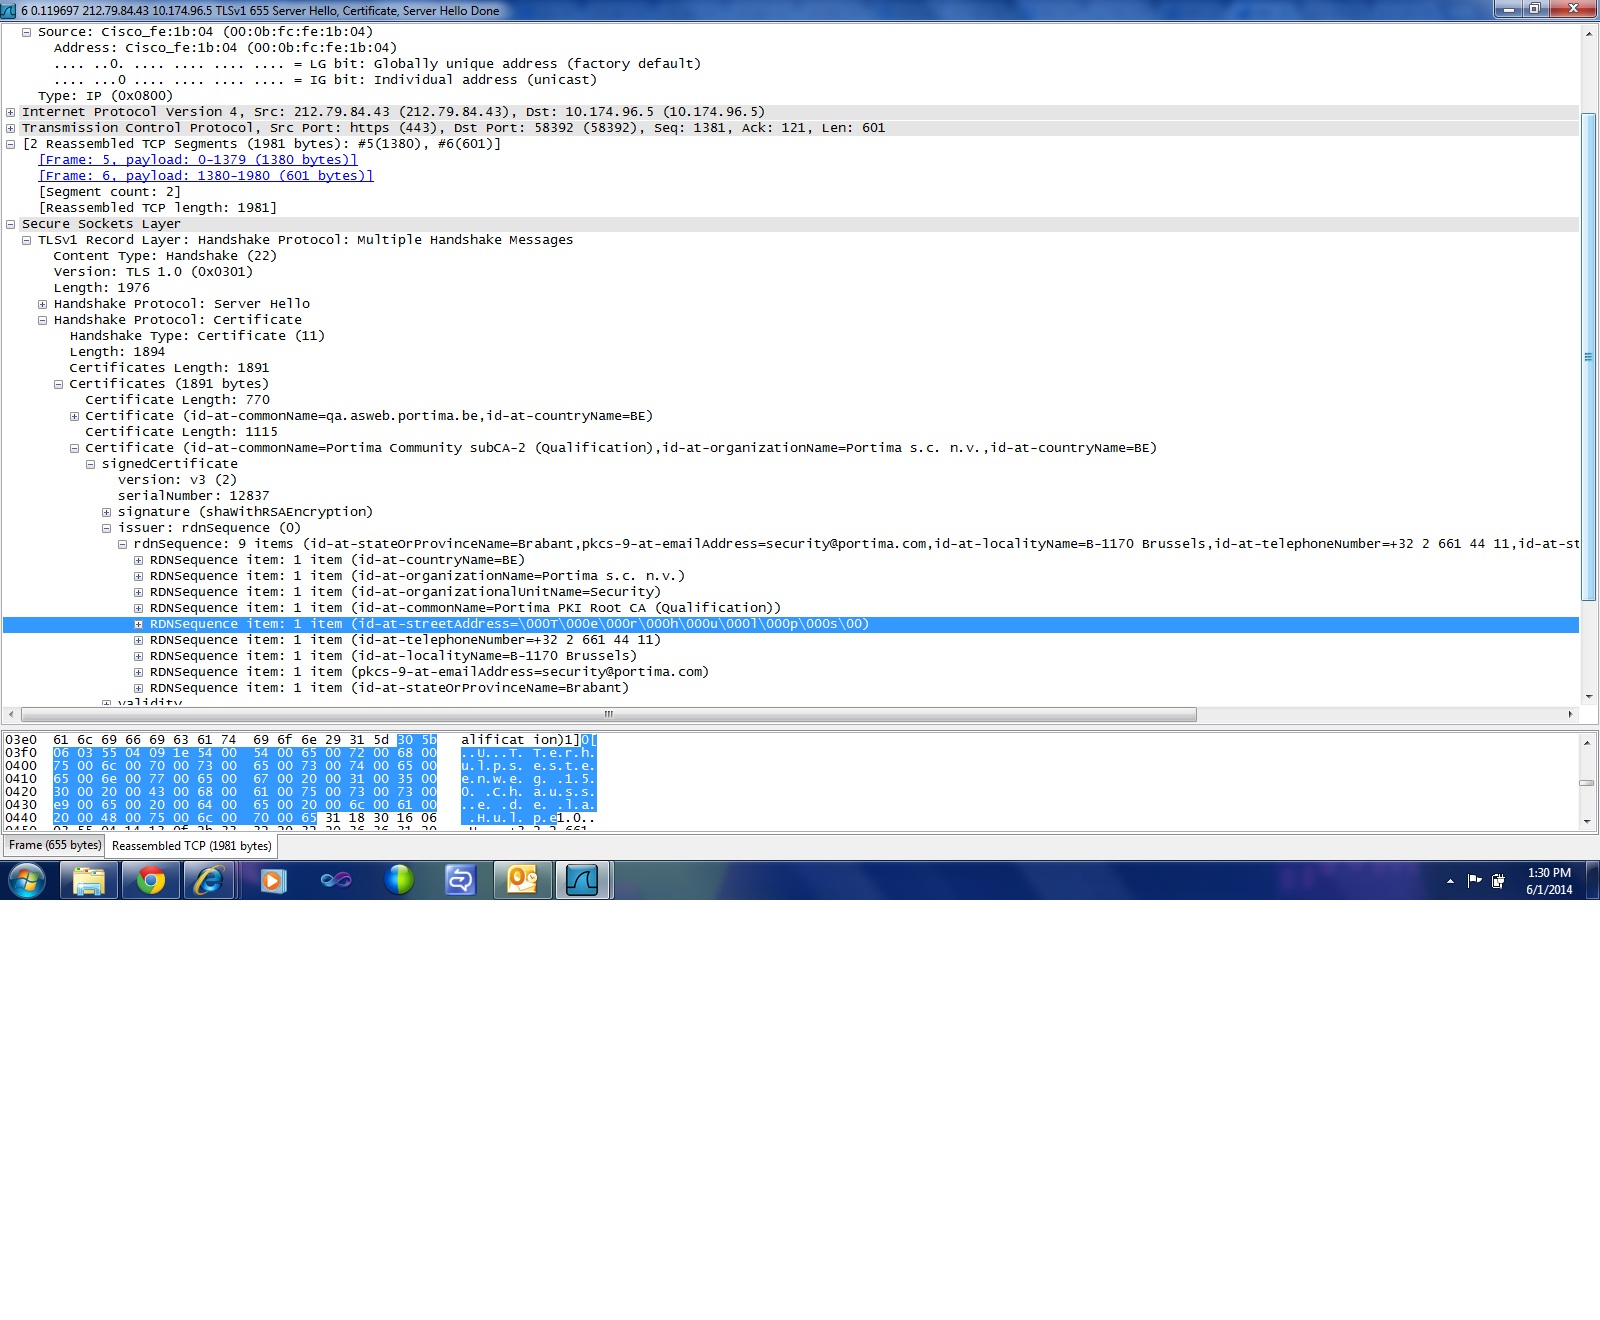 6 0.119697 212.79.84.43 10.174.96.5 TLSv1 655 Server Hello, Certificate, Server Hello Done
Source: Cisco_fe:1b:04 (00:0b:fc:fe:1b:04)
Address: Cisco_fe:1b:04 (00:0b:fc:fe:1b:04)
.... ..0. .... .... .... .... = LG bit: Globally unique address (factory default)
.... ...0 .... .... .... .... = IG bit: Individual address (unicast)
Type: IP (0x0800)
Internet Protocol Version 4, Src: 212.79.84.43 (212.79.84.43), Dst: 10.174.96.5 (10.174.96.5)
Transmission Control Protocol, Src Port: https (443), Dst Port: 58392 (58392), Seq: 1381, Ack: 121, Len: 601
[2 Reassembled TCP Segments (1981 bytes): #5(1380), #6(601)]
[Frame: 5, payload: 0-1379 (1380 bytes)]
[Frame: 6, payload: 1380-1980 (601 bytes)]
[Segment count: 2]
[Reassembled TCP length: 1981]
Secure Sockets Layer
TLSv1 Record Layer: Handshake Protocol: Multiple Handshake Messages
Content Type: Handshake (22)
Version: TLS 1.0 (0x0301)
Length: 1976
Handshake Protocol: Server Hello
Handshake Protocol: Certificate
Handshake Type: Certificate (11)
Length: 1894
Certificates Length: 1891
Certificates (1891 bytes)
Certificate Length: 770
Certificate (id-at-commonName=qa.asweb.portima.be,id-at-countryName=BE)
Certificate Length: 1115
Certificate (id-at-commonName=Portima Community subCA-2 (Qualification),id-at-organizationName=Portima s.c. n.v.,id-at-countryName=BE)
signedCertificate
version: v3 (2)
serialNumber: 12837
signature (shaWithRSAEncryption)
issuer: rdnSequence (0)
rdnSequence: 9 items (id-at-stateOrProvinceName=Brabant,pkcs-9-at-emailAddress=security@portima.com,id-at-localityName=B-1170 Brussels,id-at-telephoneNumber=+32 2 661 44 11,id-at-st
RDNSequence item: 1 item (id-at-countryName=BE)
RDNSequence item: 1 item (id-at-organizationName=Portima s.c. n.v.)
RDNSequence item: 1 item (id-at-organizationalUnitName=Security)
RDNSequence item: 1 item (id-at-commonName=Portima PKI Root CA (Qualification))
RDNSequence item: 1 item (id-at-streetAddress=\000T\000e\000r\000h\000u\000l\000p\000s\00)
RDNSequence item: 1 item (id-at-telephoneNumber=+32 2 661 44 11)
RDNSequence item: 1 item (id-at-localityName=B-1170 Brussels)
RDNSequence item: 1 item (pkcs-9-at-emailAddress=security@portima.com)
RDNSequence item: 1 item (id-at-stateOrProvinceName=Brabant)
validity
03e0 61 6c 69 66 69 63 61 74 69 6f 6e 29 31 5d 30 5b alificat ion)1]0[
03f0 06 03 55 04 09 1e 54 00 54 00 65 00 72 00 68 00 ..U...T. T.e.r.h.
0400 75 00 6c 00 70 00 73 00 65 00 73 00 74 00 65 00 u.l.p.s. e.s.t.e.
0410 65 00 6e 00 77 00 65 00 67 00 20 00 31 00 35 00 e.n.w.e. g. .1.5.
0420 30 00 20 00 43 00 68 00 61 00 75 00 73 00 73 00 0. .C.h. a.u.s.s.
0430 e9 00 65 00 20 00 64 00 65 00 20 00 6c 00 61 00 ..e. .d. e. .l.a.
0440 20 00 48 00 75 00 6c 00 70 00 65 31 18 30 16 06 .H.u.l. p.e1.0..
Frame (655 bytes) Reassembled TCP (1981 bytes)
1:30 PM
6/1/2014